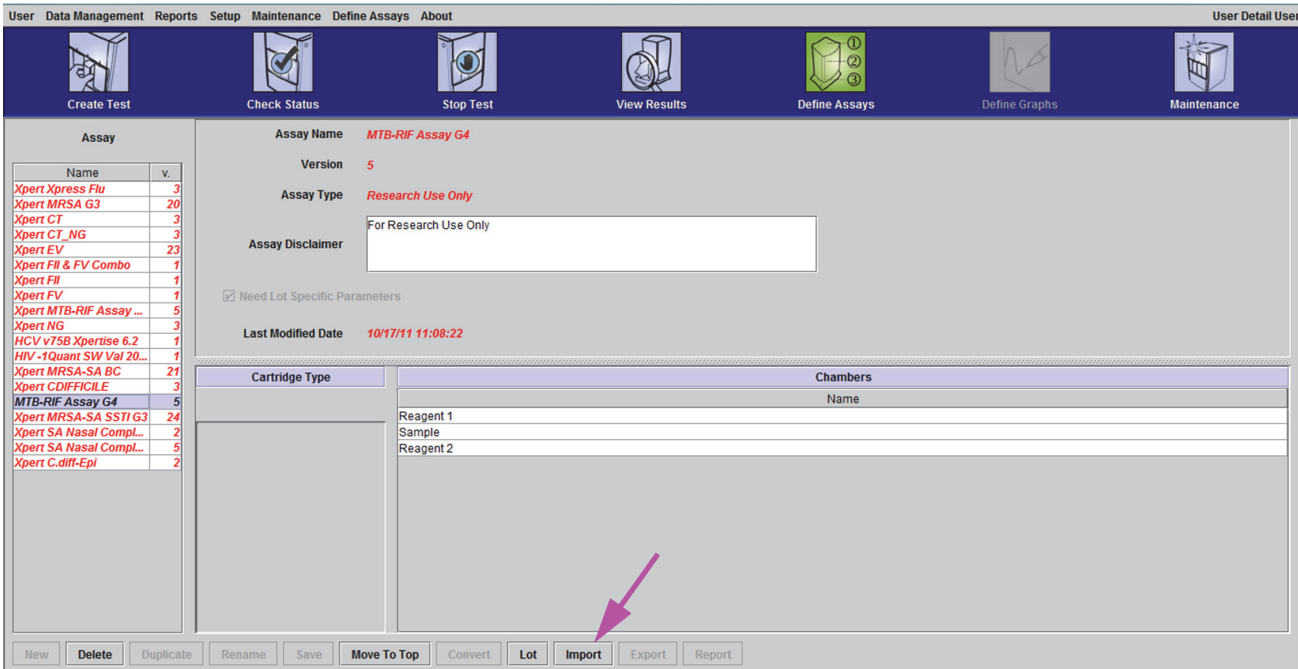 User Data Management Reports Setup Maintenance Define Assays About User Detail User
1
2
3
Create Test Check Status Stop Test View Results Define Assays Define Graphs Maintenance
Assay
Name v.
Xpert Xpress Flu 3
Xpert MRSA G3 20
Xpert CT 3
Xpert CT_NG 3
Xpert EV 23
Xpert FII & FV Combo 1
Xpert FII 1
Xpert FV 1
Xpert MTB-RIF Assay ... 5
Xpert NG 3
HCV v75B Xpertise 6.2 1
HIV-1Quant SW Val 20... 1
Xpert MRSA-SA BC 21
Xpert CDIFFICILE 3
MTB-RIF Assay G4 5
Xpert MRSA-SA SSTI G3 24
Xpert SA Nasal Compl... 2
Xpert SA Nasal Compl... 5
Xpert C.diff-Epi 2
Assay Name MTB-RIF Assay G4
Version 5
Assay Type Research Use Only
Assay Disclaimer For Research Use Only
Need Lot Specific Parameters
Last Modified Date 10/17/11 11:08:22
Cartridge Type Chambers
Name
Reagent 1
Sample
Reagent 2
New Delete Duplicate Rename Save Move To Top Convert Lot Import Export Report